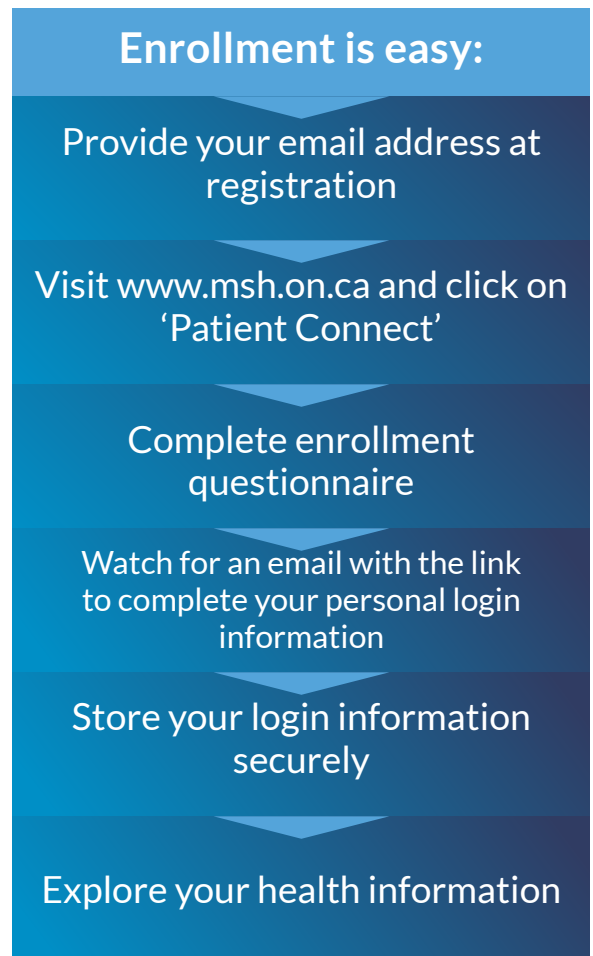 Enrollment is easy:
Provide your email address at
registration
Visit www.msh.on.ca and click on
‘Patient Connect’
Complete enrollment
questionnaire
Watch for an email with the link
to complete your personal login
information
Store your login information
securely
Explore your health information